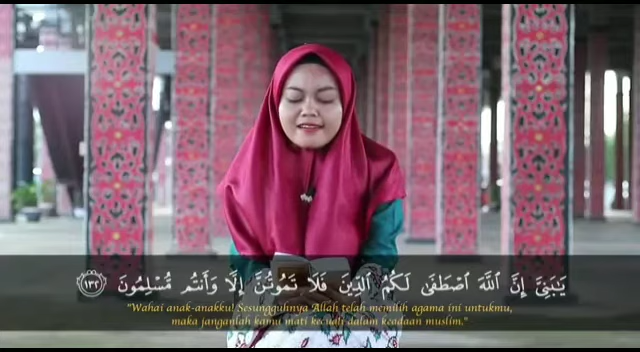 يَـٰبَنِىَّ إِنَّ ٱللَّهَ ٱصْطَفَىٰ لَكُمُ ٱلدِّينَ فَلَا تَمُوتُنَّ إِلَّا وَأَنتُم مُّسْلِمُونَ ١٣٢
"Wahai anak-anakku! Sesungguhnya Allah telah memilih agama ini untukmu,
maka janganlah kamu mati kecuali dalam keadaan muslim."